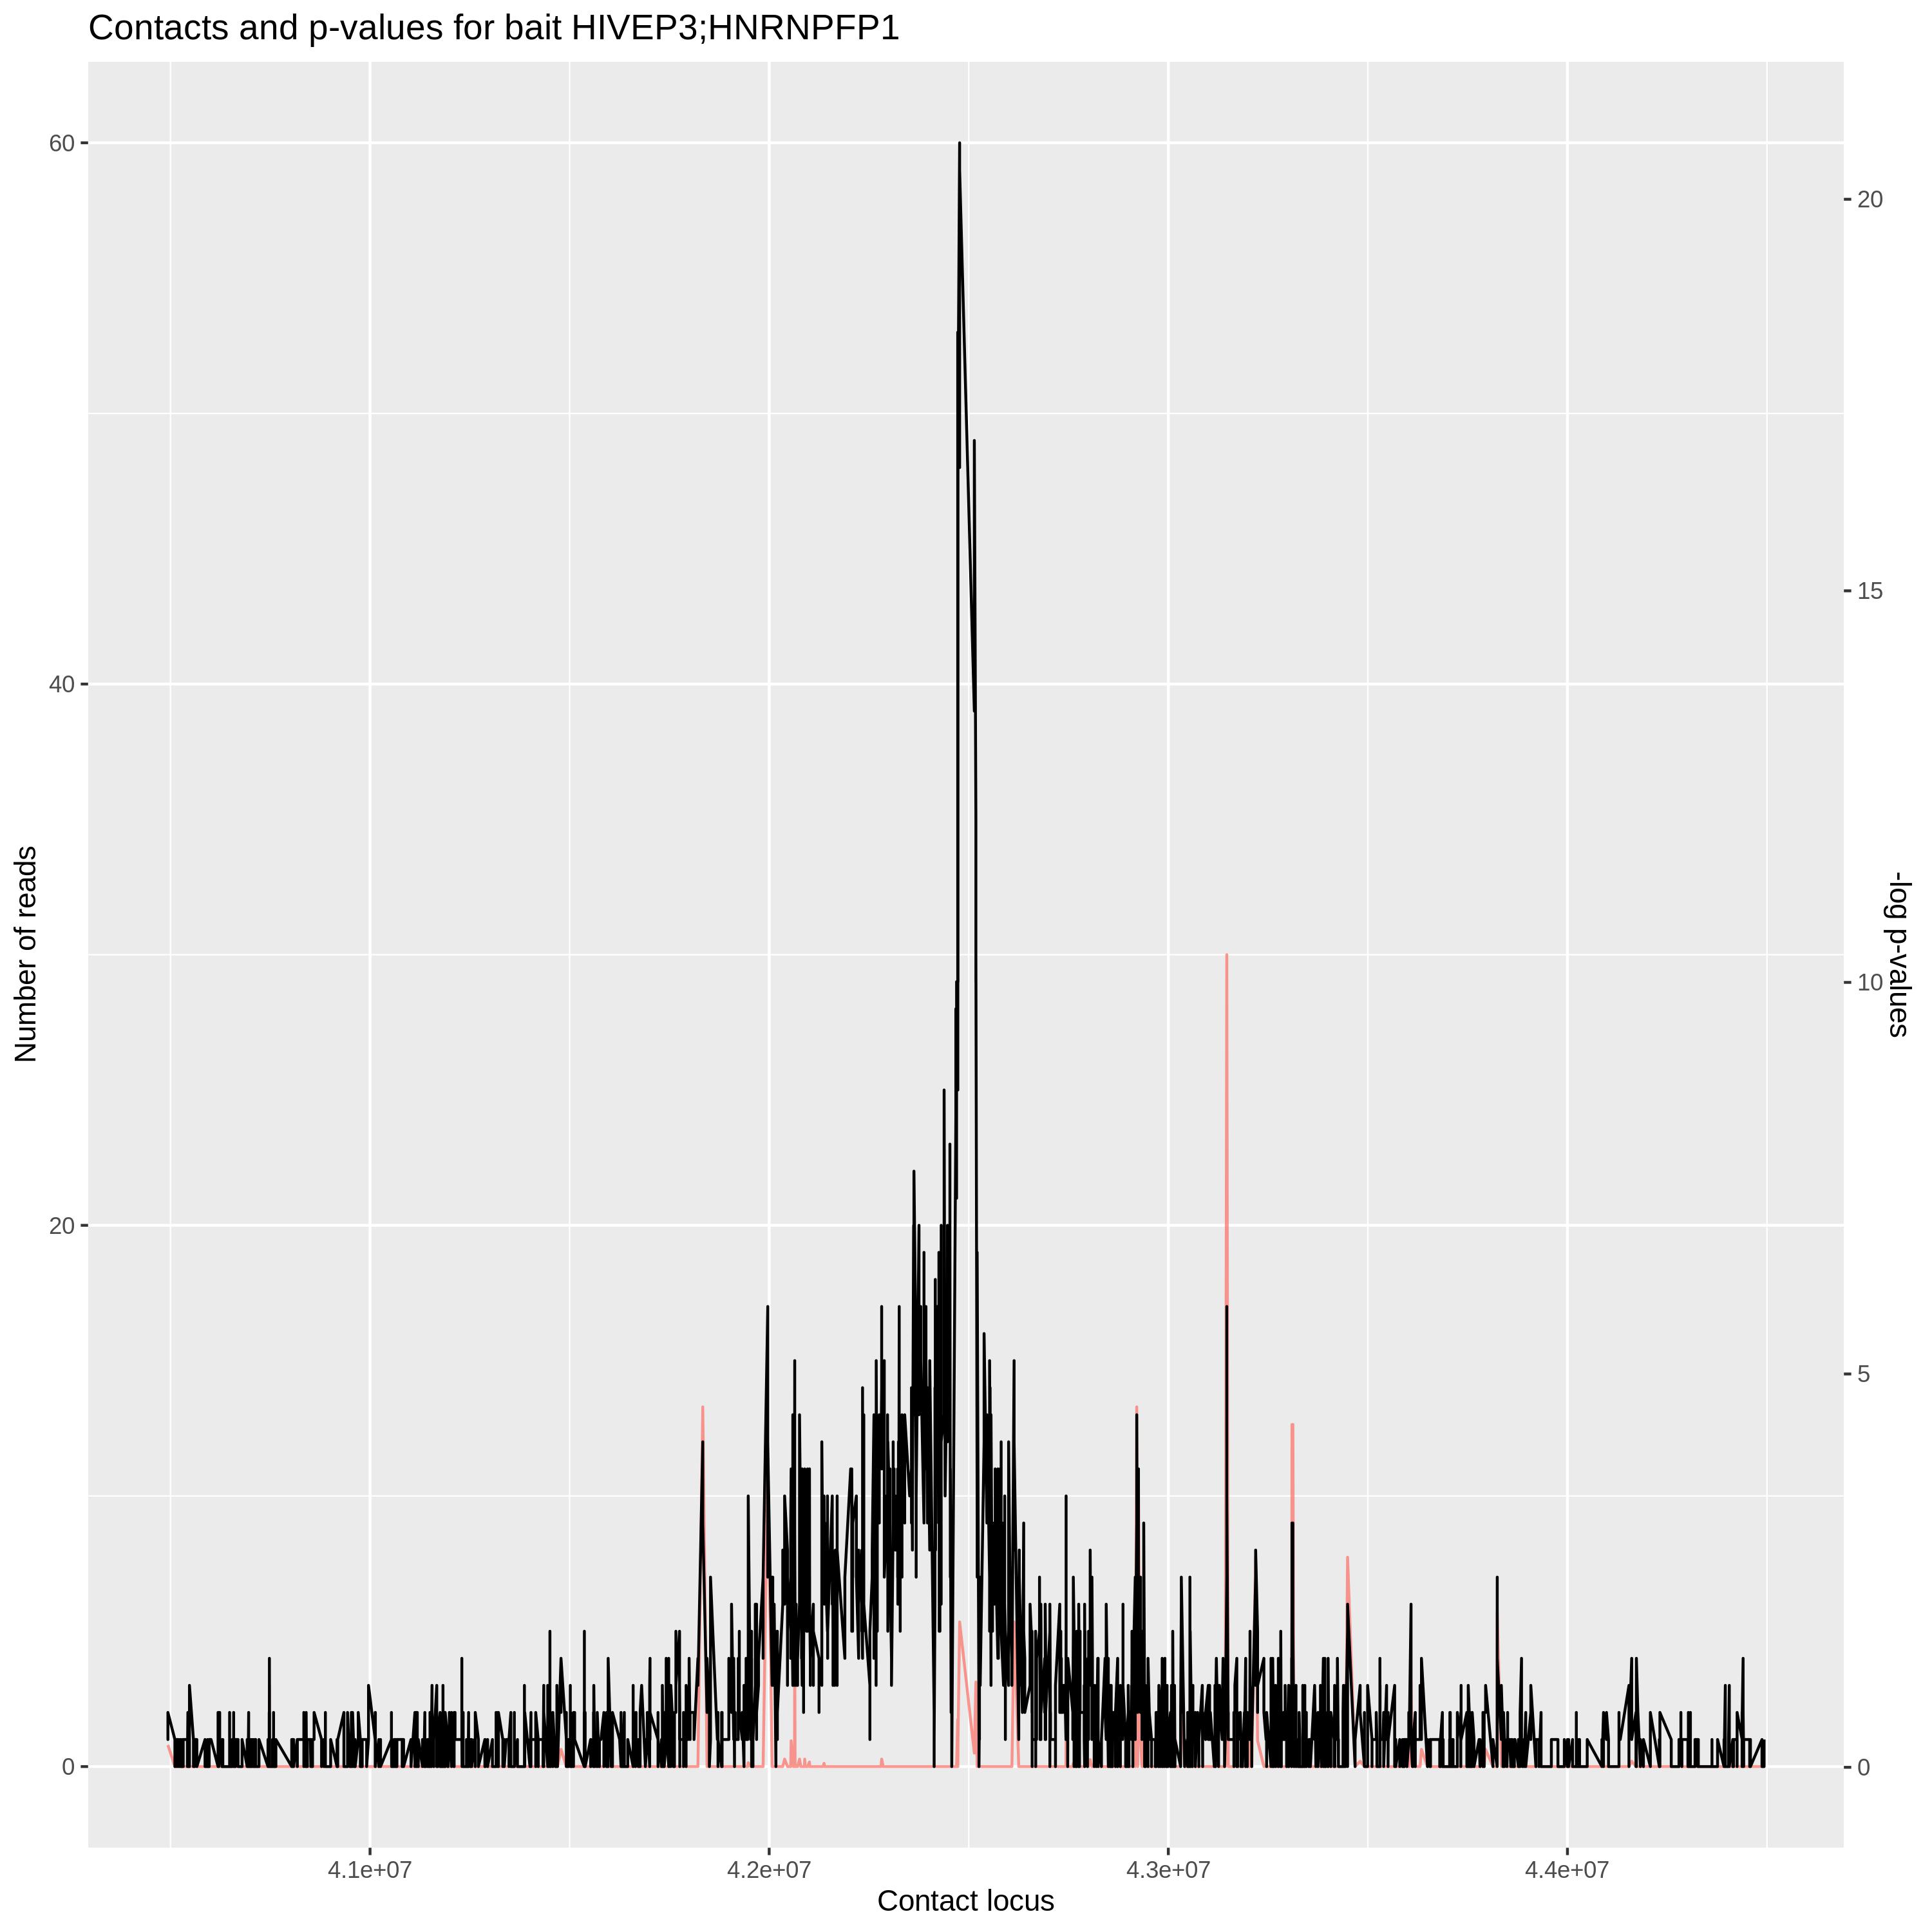 Contacts and p-values for bait HIVEP3;HNRNPFP1
60
40
20
0
Number of reads
20
15
10
5
0
-log p-values
4.1e+07
4.2e+07
4.3e+07
4.4e+07
Contact locus